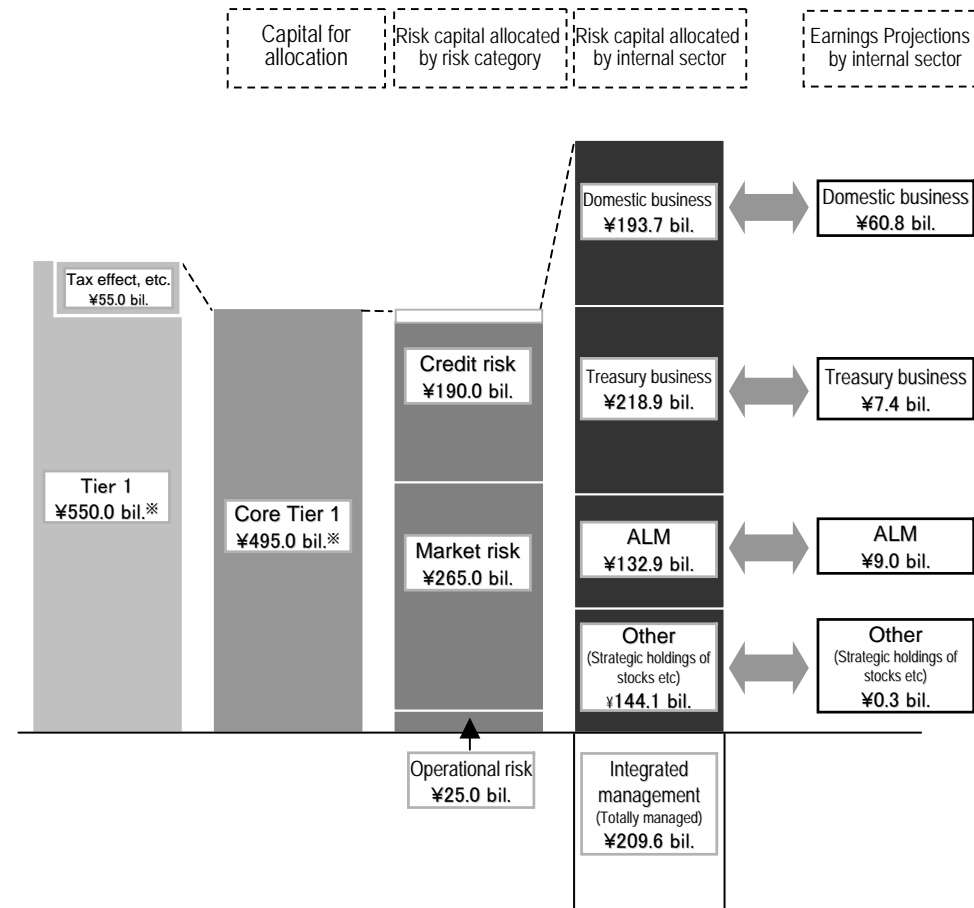 Capital for
allocation
Risk capital allocated
by risk category
Risk capital allocated
by internal sector
Earnings Projections
by internal sector
Tax effect, etc.
¥55.0 bil.
Tier 1
¥550.0 bil.※
Core Tier 1
¥495.0 bil.※
Credit risk
¥190.0 bil.
Market risk
¥265.0 bil.
Operational risk
¥25.0 bil.
Domestic business
¥193.7 bil.
Treasury business
¥218.9 bil.
ALM
¥132.9 bil.
Other
(Strategic holdings of
stocks etc)
¥144.1 bil.
Integrated
management
(Totally managed)
¥209.6 bil.
Domestic business
¥60.8 bil.
Treasury business
¥7.4 bil.
ALM
¥9.0 bil.
Other
(Strategic holdings of
stocks etc)
¥0.3 bil.